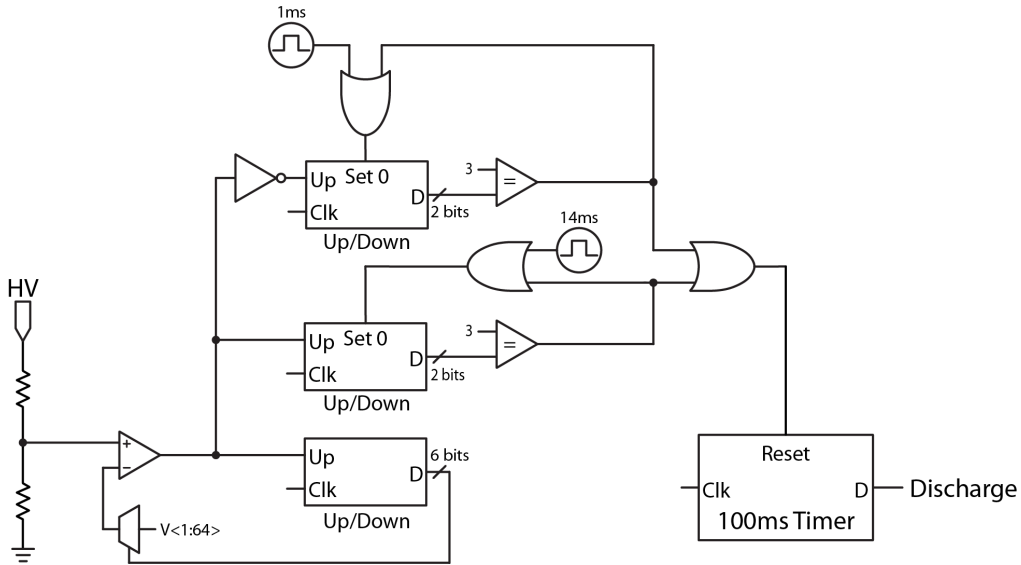 1ms
Up
Set 0
D
Clk
2 bits
Up/Down
3
=
14ms
HV
Up
Set 0
D
Clk
2 bits
Up/Down
3
=
+
−
Up
D
Clk
6 bits
Up/Down
V<1:64>
Reset
Clk
D
100ms Timer
Discharge